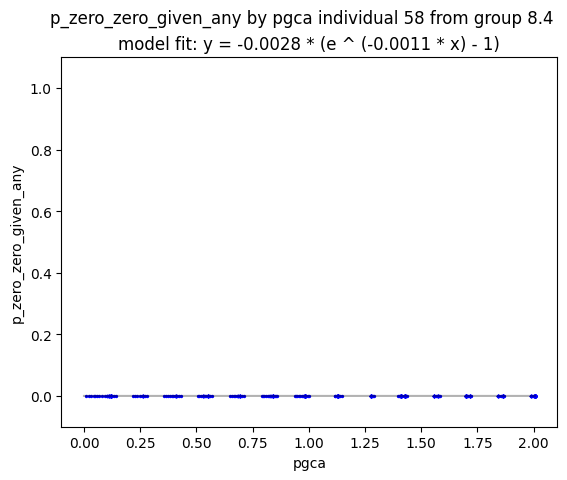 p_zero_zero_given_any by pgca individual 58 from group 8.4
model fit: y = -0.0028 * (e ^ (-0.0011 * x) - 1)
1.0
0.8
0.6
0.4
0.2
0.0
p_zero_zero_given_any
0.00 0.25 0.50 0.75 1.00 1.25 1.50 1.75 2.00
pgca